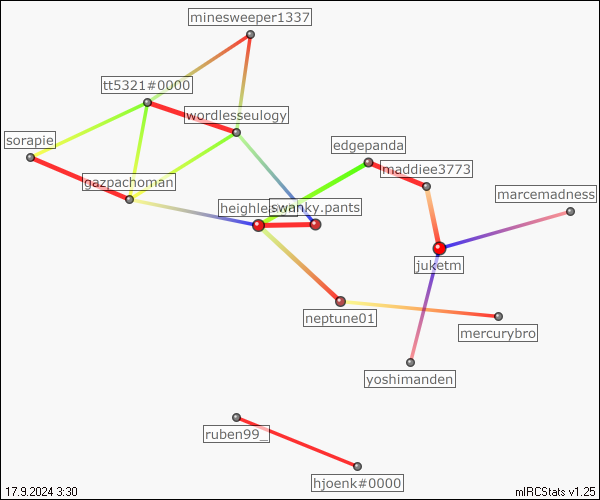 minesweeper1337
tt5321#0000
wordlesseulogy
sorapie
edgepanda
maddiee3773
gazpachoman
marcemadness
swanky.pants
juketm
neptune01
mercurybro
yoshimanden
ruben99_
hjoenk#0000
17.9.2024 3:30
mIRCStats v1.25